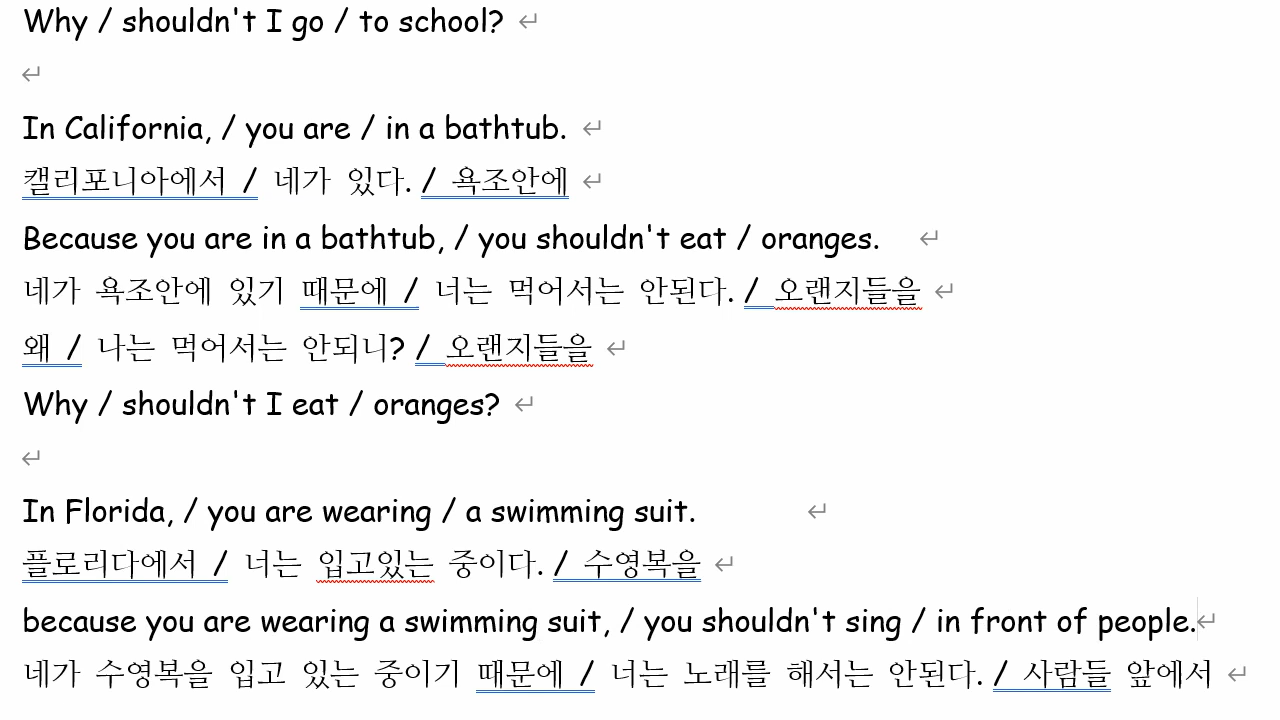 Why / shouldn't I go / to school?
In California, / you are / in a bathtub.
캘리포니아에서 / 네가 있다. / 욕조안에
Because you are in a bathtub, / you shouldn't eat / oranges.
네가 욕조안에 있기 때문에 / 너는 먹어서는 안된다. / 오랜지들을
왜 / 나는 먹어서는 안되니? / 오랜지들을
Why / shouldn't I eat / oranges?
In Florida, / you are wearing / a swimming suit.
플로리다에서 / 너는 입고있는 중이다. / 수영복을
because you are wearing a swimming suit, / you shouldn't sing / in front of people.
네가 수영복을 입고 있는 중이기 때문에 / 너는 노래를 해서는 안된다. / 사람들 앞에서